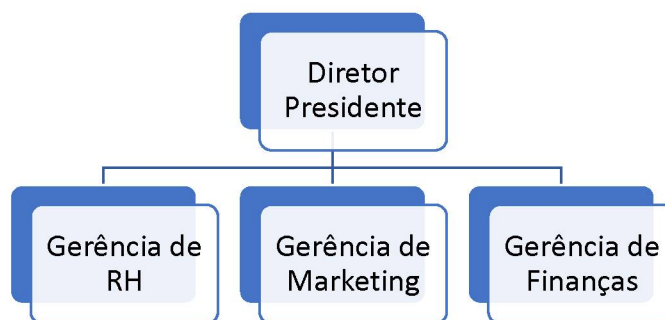 Diretor
Presidente
Gerência de
RH
Gerência de
Marketing
Gerência de
Finanças